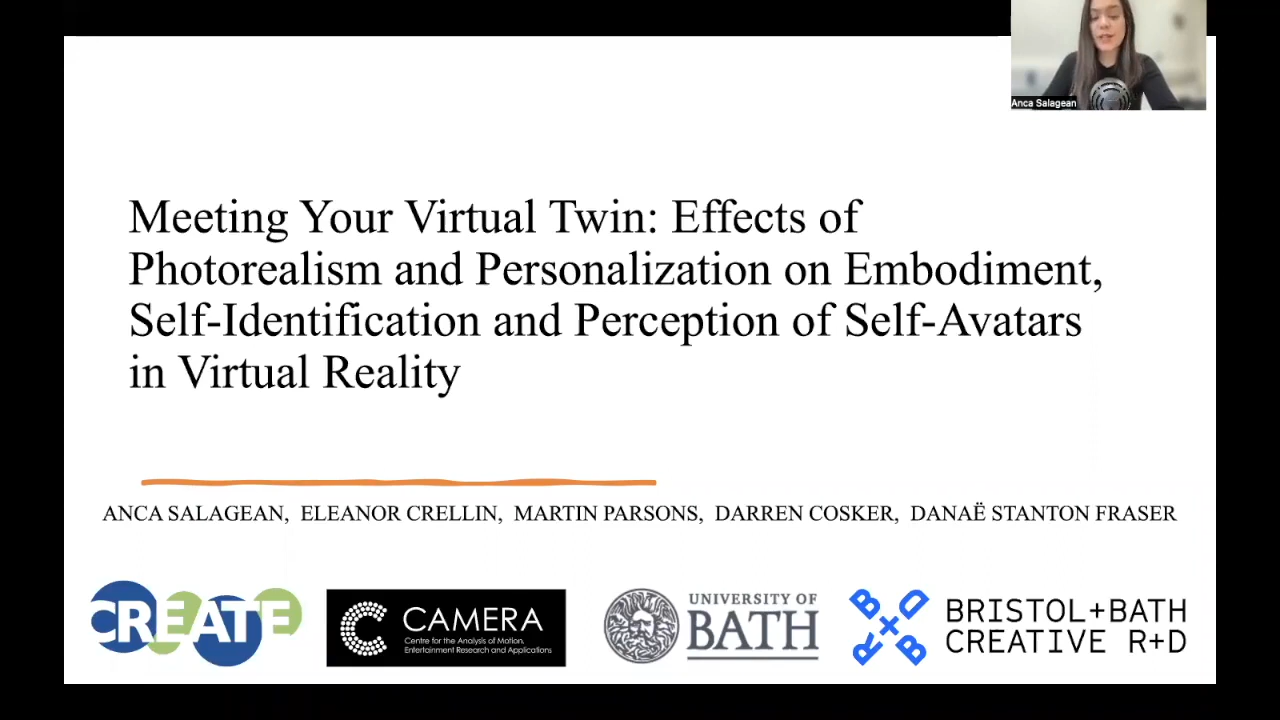 Anca Salagean
Meeting Your Virtual Twin: Effects of
Photorealism and Personalization on Embodiment,
Self-Identification and Perception of Self-Avatars
in Virtual Reality
ANCA SALAGEAN, ELEANOR CRELLIN, MARTIN PARSONS, DARREN COSKER, DANAË STANTON FRASER
CREATE
CAMERA
Centre for the Analysis of Motion,
Entertainment Research and Applications
UNIVERSITY OF
BATH
B D
R B
BRISTOL+BATH
CREATIVE R+D